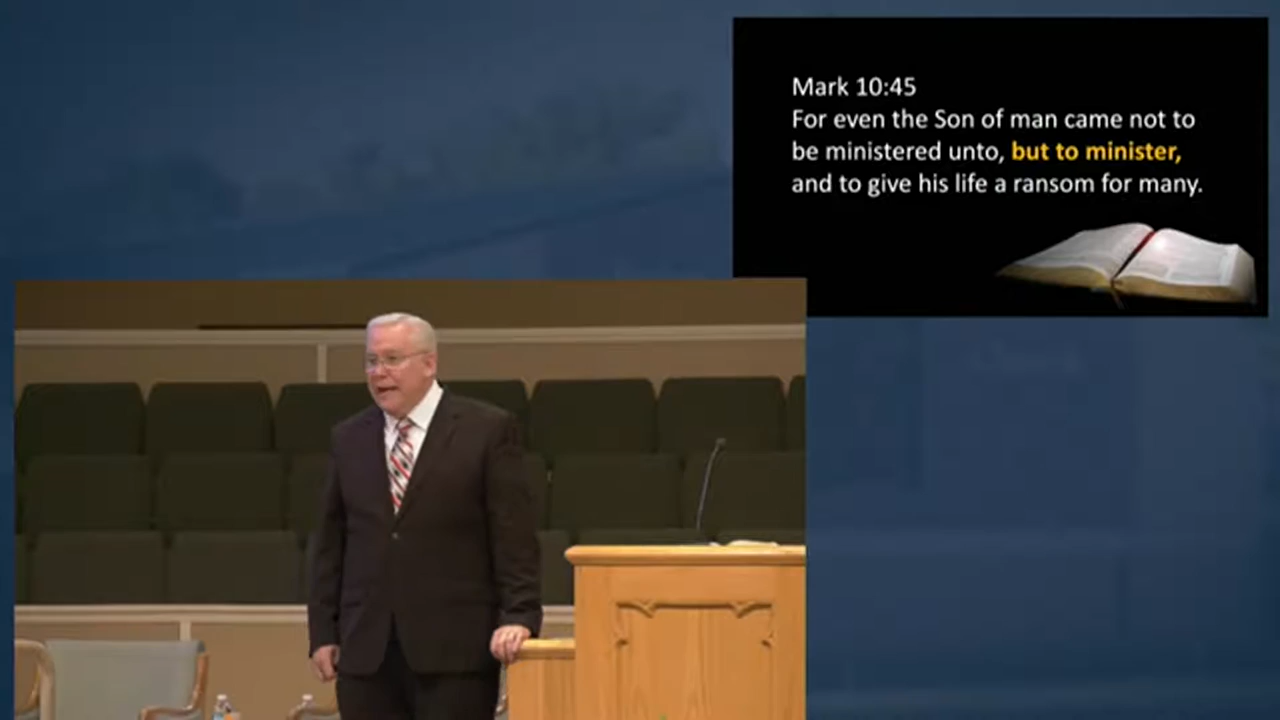 Mark 10:45
For even the Son of man came not to
be ministered unto, but to minister,
and to give his life a ransom for many.